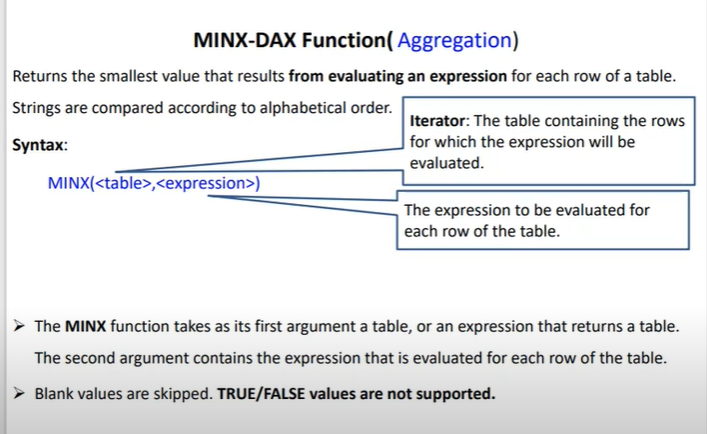 MINX-DAX Function( Aggregation)
Returns the smallest value that results from evaluating an expression for each row of a table.
Strings are compared according to alphabetical order.
Iterator: The table containing the rows
for which the expression will be
evaluated.
Syntax:
MINX(<table>,<expression>)
The expression to be evaluated for
each row of the table.
➢ The MINX function takes as its first argument a table, or an expression that returns a table.
The second argument contains the expression that is evaluated for each row of the table.
➢ Blank values are skipped. TRUE/FALSE values are not supported.